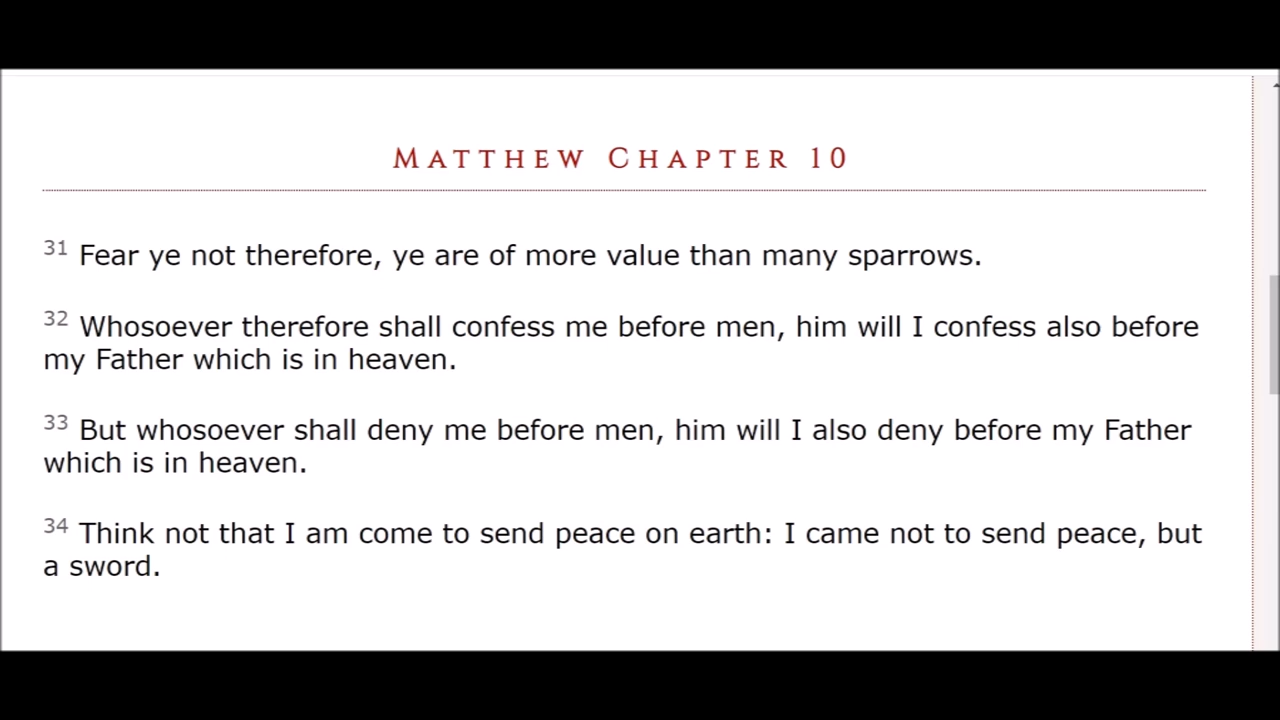 MATTHEW CHAPTER 10
31 Fear ye not therefore, ye are of more value than many sparrows.
32 Whosoever therefore shall confess me before men, him will I confess also before
my Father which is in heaven.
33 But whosoever shall deny me before men, him will I also deny before my Father
which is in heaven.
34 Think not that I am come to send peace on earth: I came not to send peace, but
a sword.